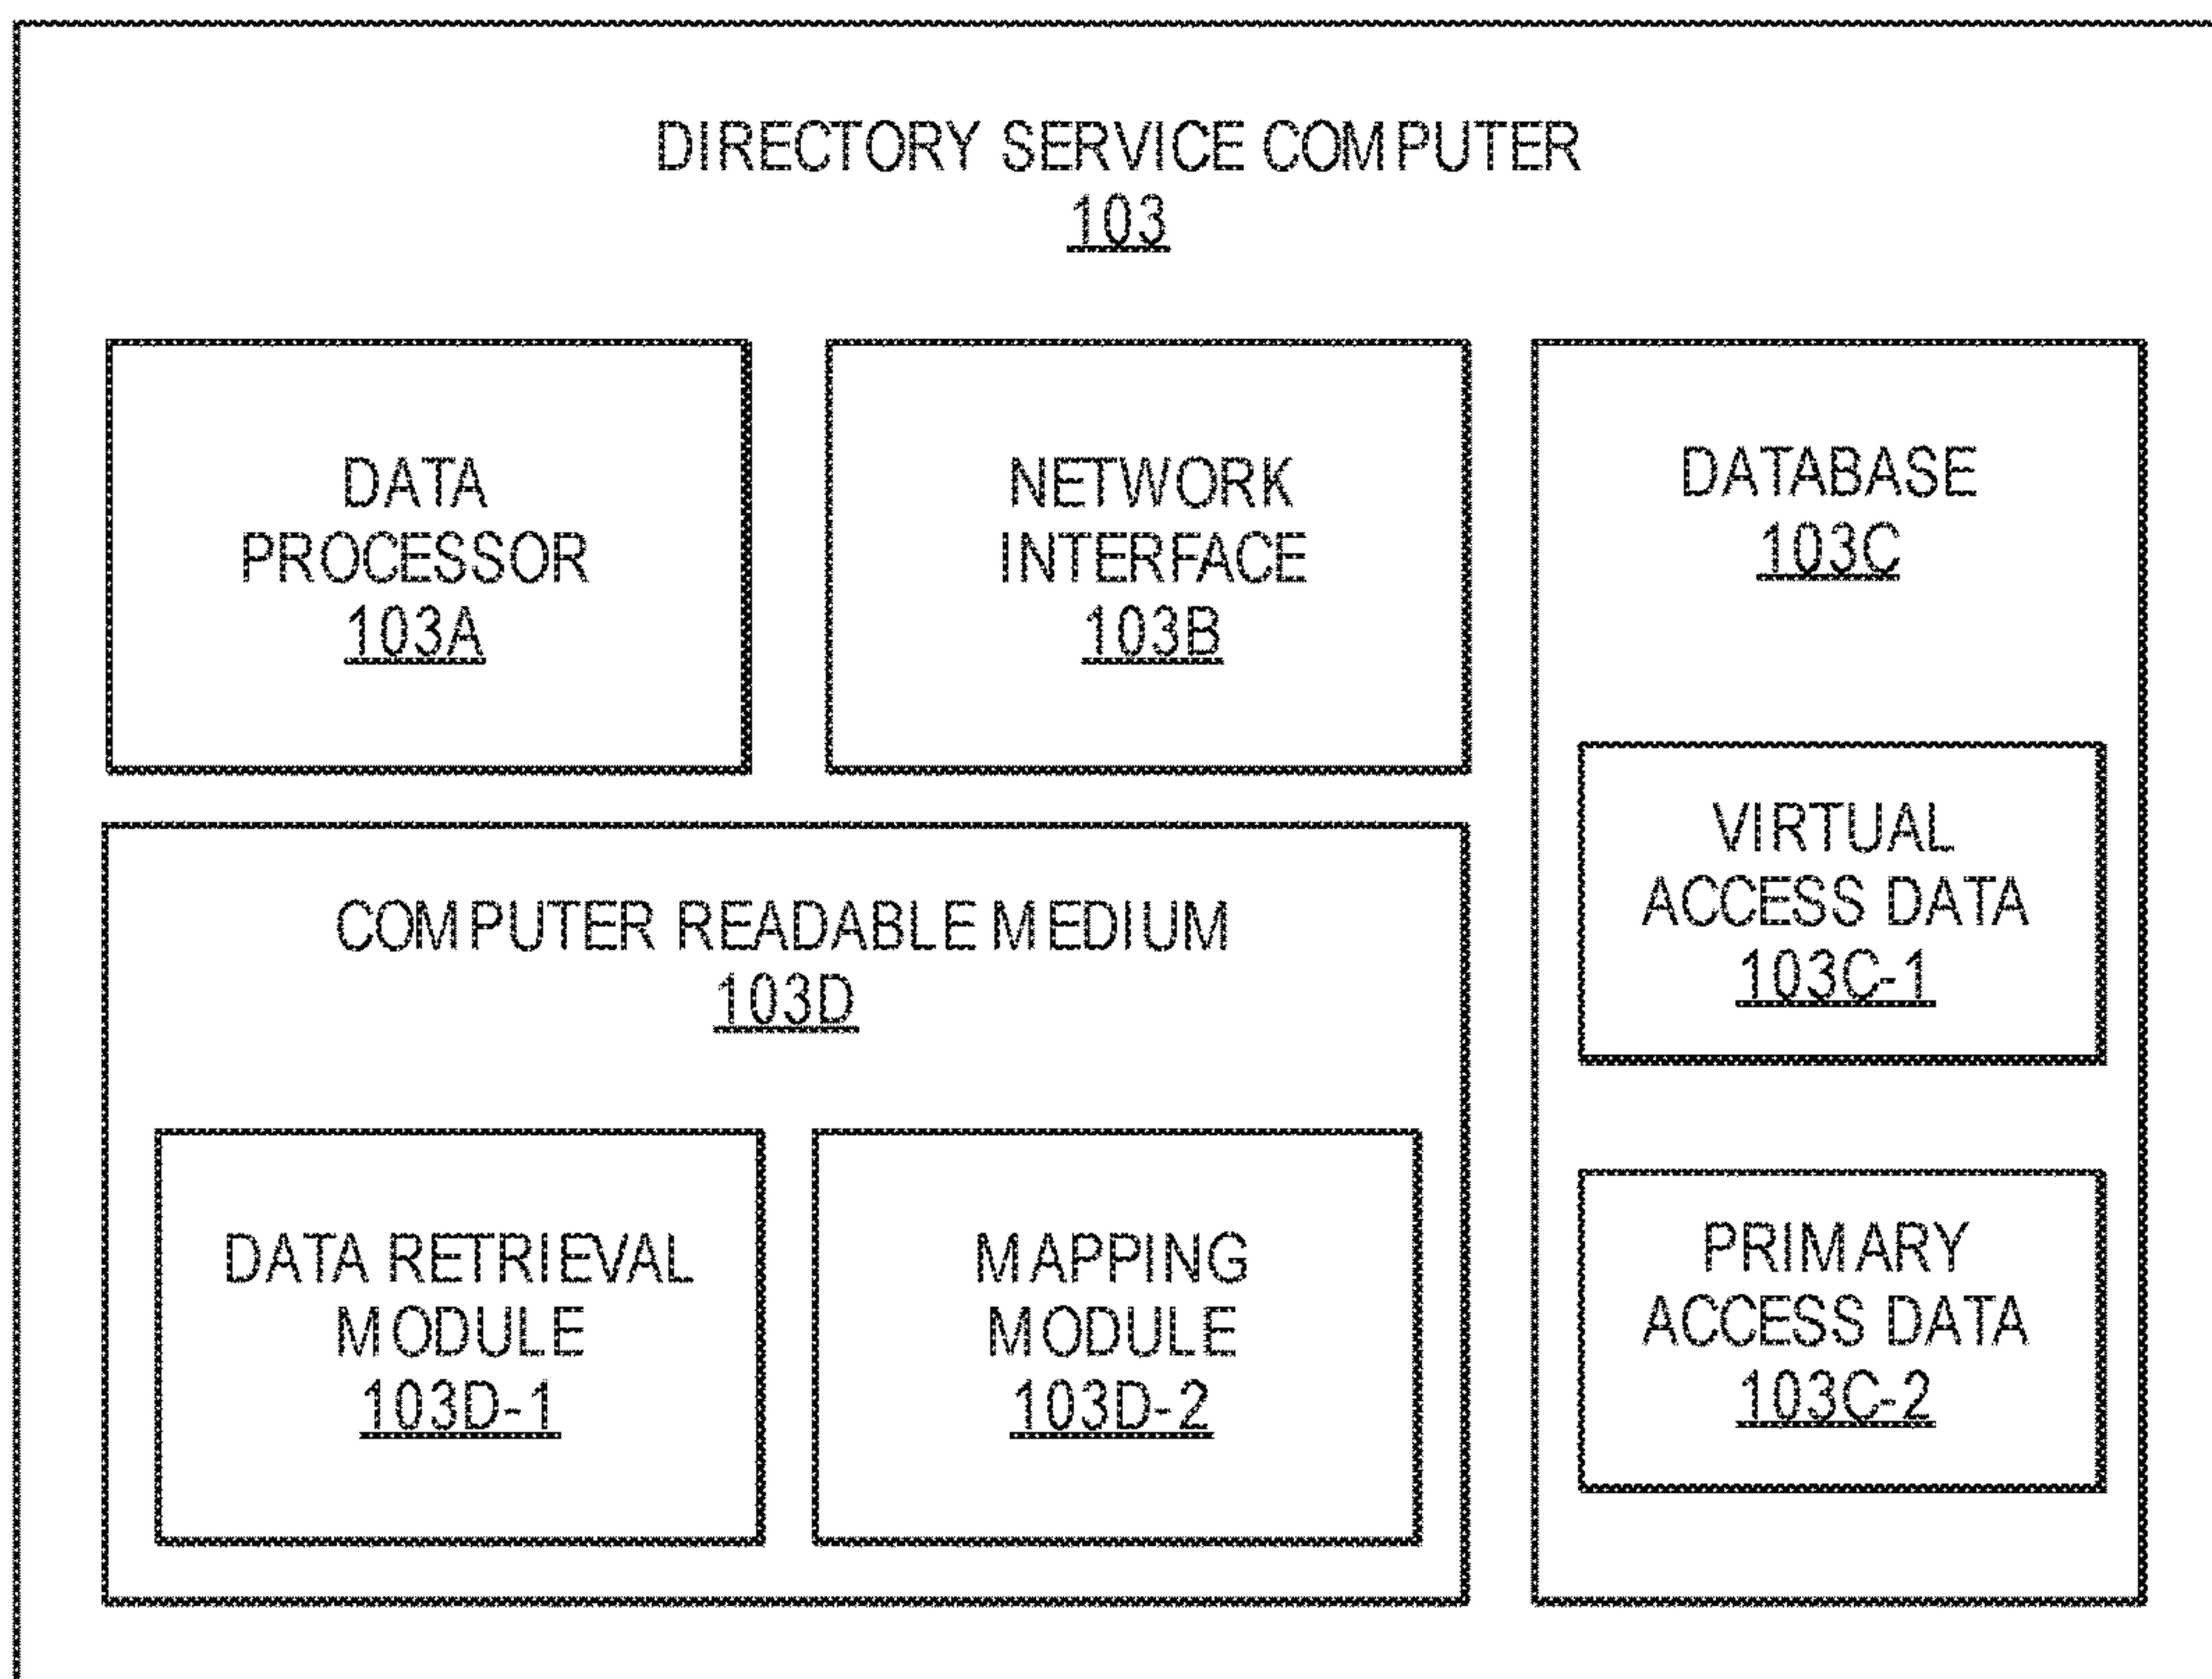 DIRECTORY SERVICE COMPUTER
103
DATA
PROCESSOR
103A
NETWORK
INTERFACE
103B
DATABASE
103C
VIRTUAL
ACCESS DATA
103C-1
PRIMARY
ACCESS DATA
103C-2
COMPUTER READABLE MEDIUM
103D
DATA RETRIEVAL
MODULE
103D-1
MAPPING
MODULE
103D-2